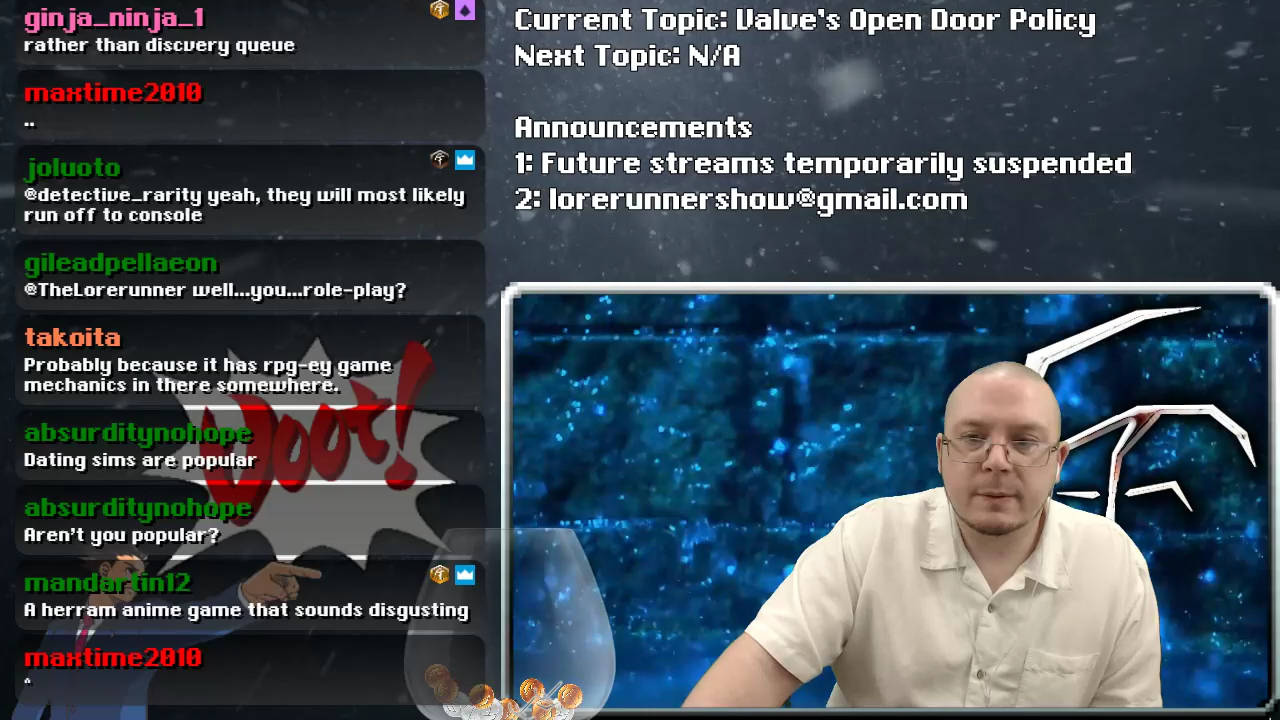 ginja_ninja_1
rather than discvery queue
maxtime2010
..
joluoto
@detective_rarity yeah, they will most likely
run off to console
gileadpellaeon
@TheLorerunner well...you...role-play?
takoita
Probably because it has rpg-ey game
mechanics in there somewhere.
absurditynohope
Dating sims are popular
absurditynohope
Aren't you popular?
mandartin12
A herram anime game that sounds disgusting
maxtime2010
^
Doot!
Current Topic: Valve's Open Door Policy
Next Topic: N/A
Announcements
1: Future streams temporarily suspended
2: lorerunnershow@gmail.com